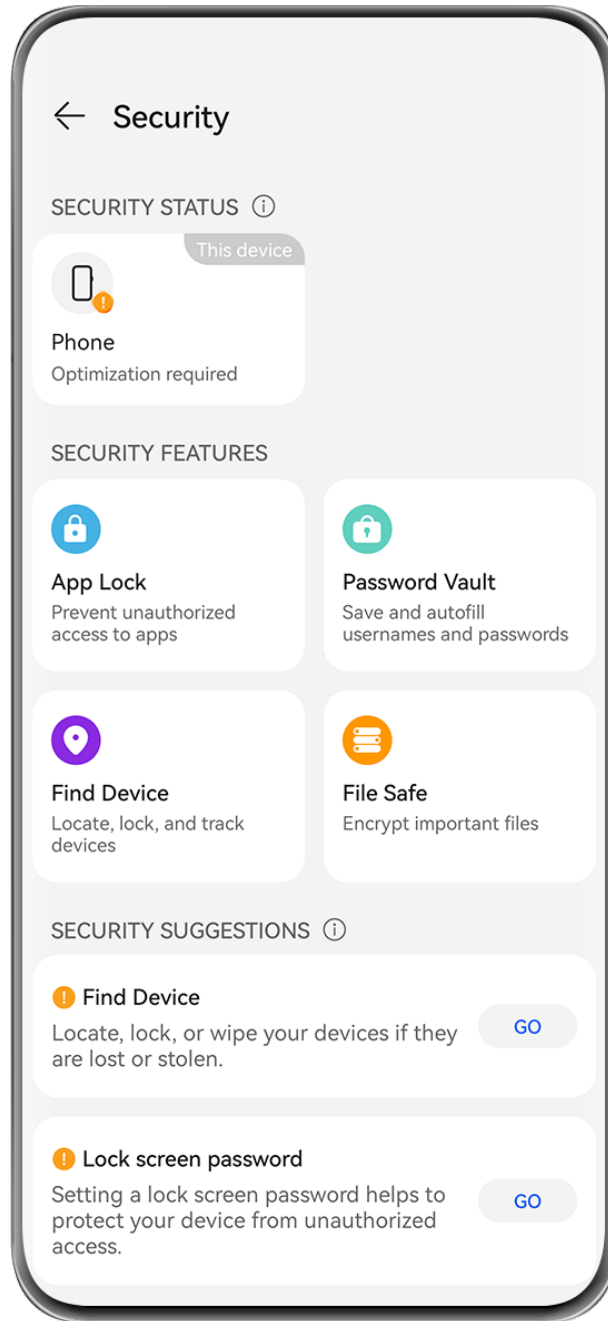 Security
SECURITY STATUS
This device
Phone
Optimization required
SECURITY FEATURES
App Lock
Prevent unauthorized
access to apps
Password Vault
Save and autofill
usernames and passwords
Find Device
Locate, lock, and track
devices
File Safe
Encrypt important files
SECURITY SUGGESTIONS
Find Device
Locate, lock, or wipe your devices if they
are lost or stolen.
GO
Lock screen password
Setting a lock screen password helps to
protect your device from unauthorized
access.
GO